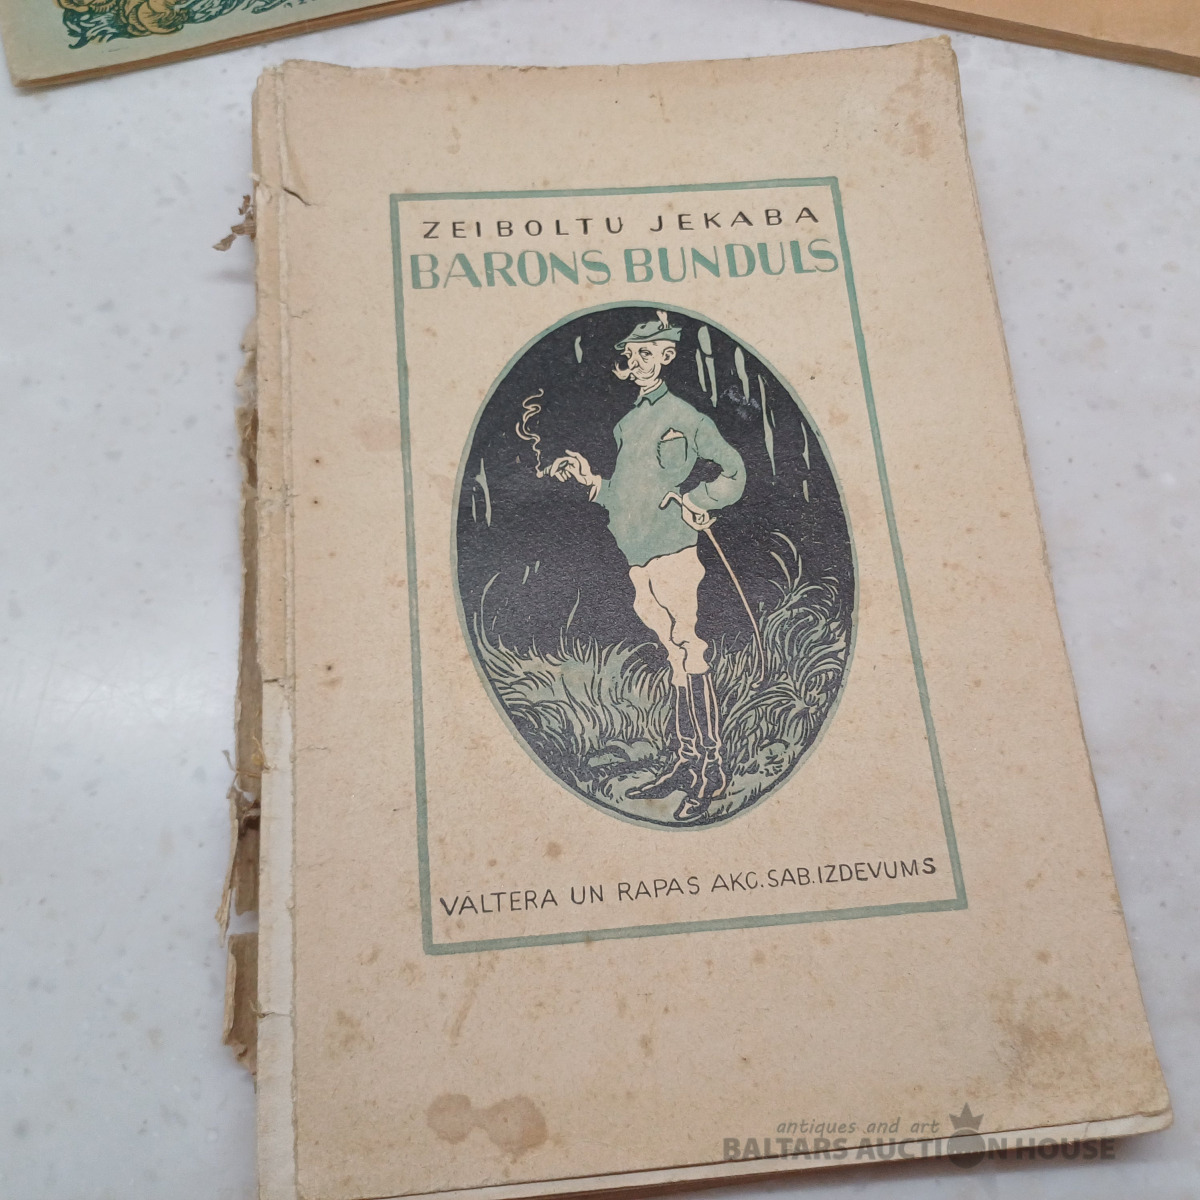 ZEIBOLTU JEKABA
BARONS BUNDULS
VALTERA UN RAPAS AKC. SAB. IZDEVUMS
antiques and art
BALTARS AUCTION HOUSE